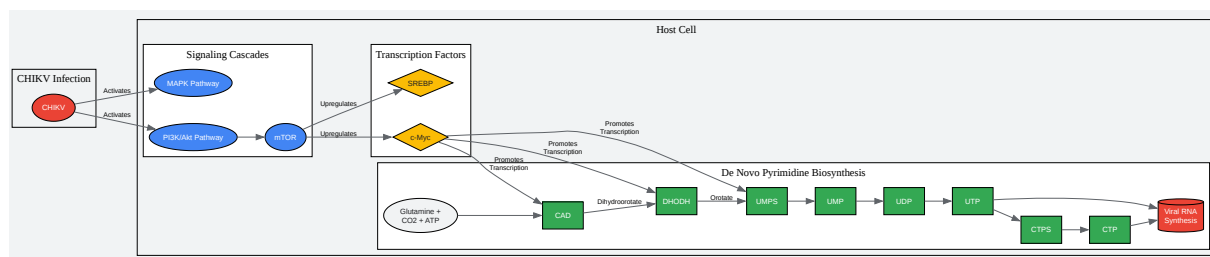 Host Cell
CHIKV Infection
CHIKV
Activates
Activates
Signaling Cascades
MAPK Pathway
PI3K/Akt Pathway
mTOR
Upregulates
Upregulates
Transcription Factors
SREBP
c-Myc
Promotes
Transcription
Promotes
Transcription
Promotes
Transcription
De Novo Pyrimidine Biosynthesis
Glutamine +
CO2 + ATP
CAD
Dihydroorotate
DHODH
Orotate
UMPS
UMP
UDP
UTP
CTPS
CTP
Viral RNA
Synthesis